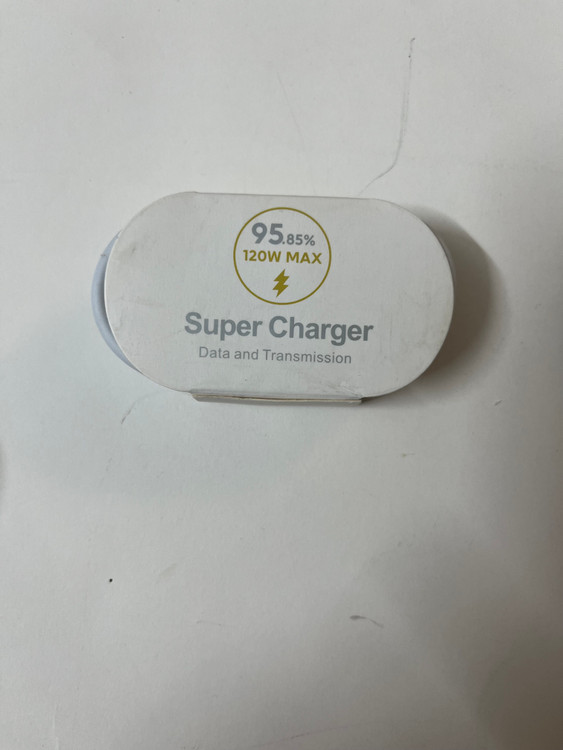 95.85%
120W MAX
Super Charger
Data and Transmission